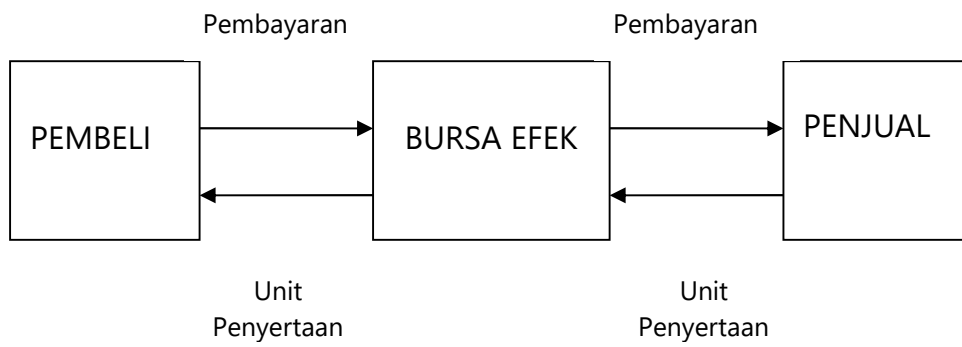 Pembayaran
Pembayaran
PEMBELI
BURSA EFEK
PENJUAL
Unit
Penyertaan
Unit
Penyertaan